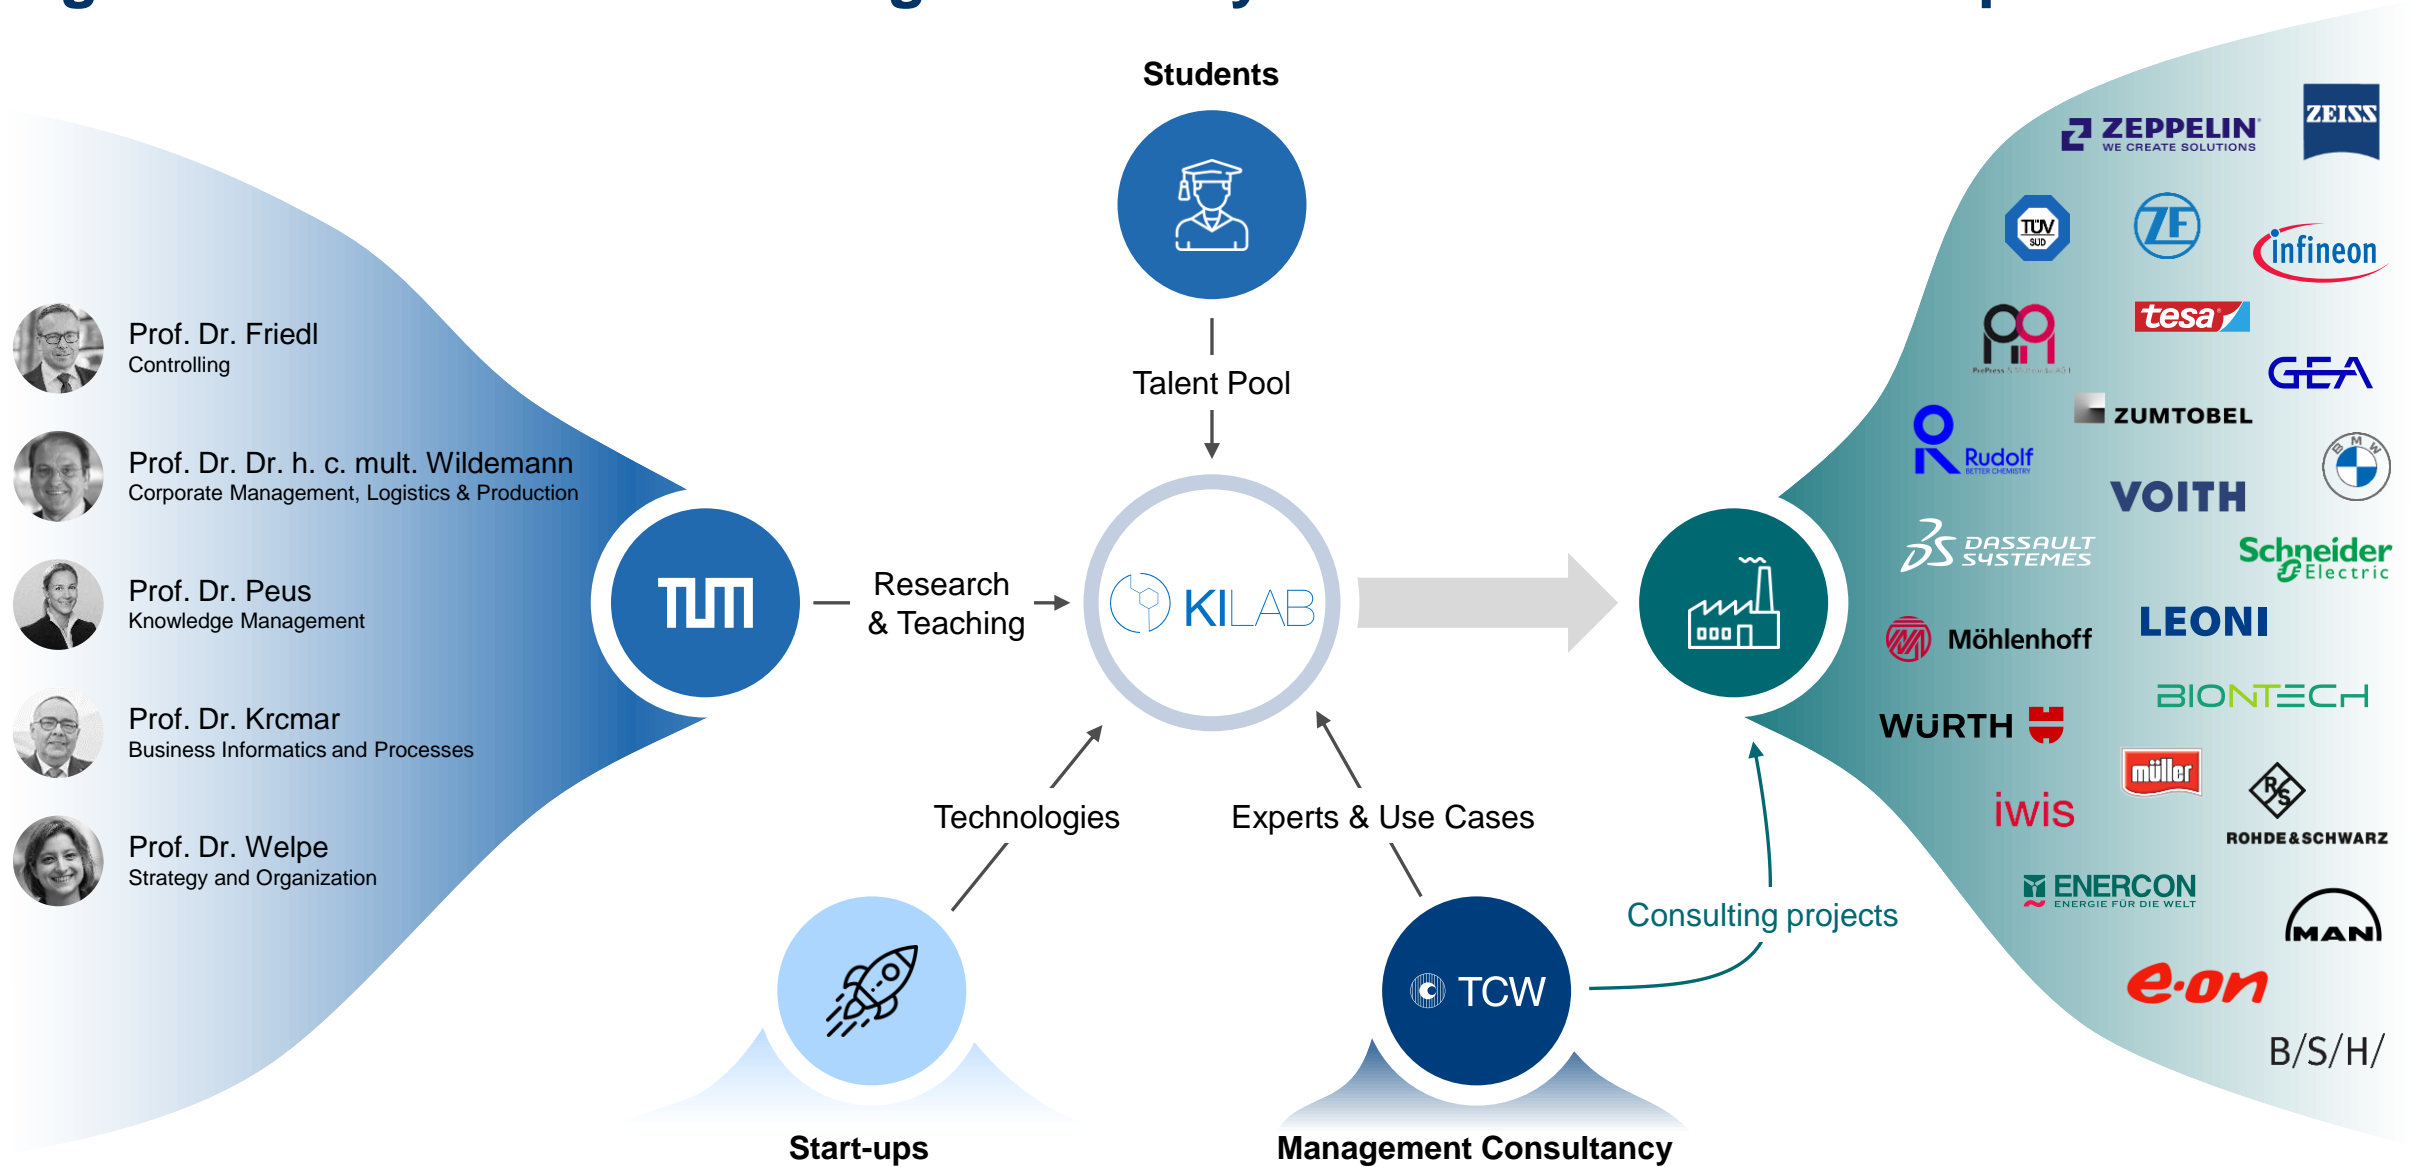 Students
Talent Pool
Prof. Dr. Friedl
Controlling
Prof. Dr. Dr. h. c. mult. Wildemann
Corporate Management, Logistics & Production
Prof. Dr. Peus
Knowledge Management
Prof. Dr. Krcmar
Business Informatics and Processes
Prof. Dr. Welpe
Strategy and Organization
TUM
Research
& Teaching
KILAB
Technologies
Experts & Use Cases
Consulting projects
TCW
Start-ups
Management Consultancy
ZEPPELIN
WE CREATE SOLUTIONS
ZEISS
TÜV
SÜD
ZF
infineon
tesa
GEA
ZUMTOBEL
Rudolf
BETTER CHEMISTRY
BMW
VOITH
DASSAULT
SYSTEMES
Schneider
Electric
LEONI
Möhlenhoff
BIONTECH
WÜRTH
müller
iwis
R/S
ROHDE&SCHWARZ
ENERCON
ENERGIE FÜR DIE WELT
MAN
e·on
B/S/H/